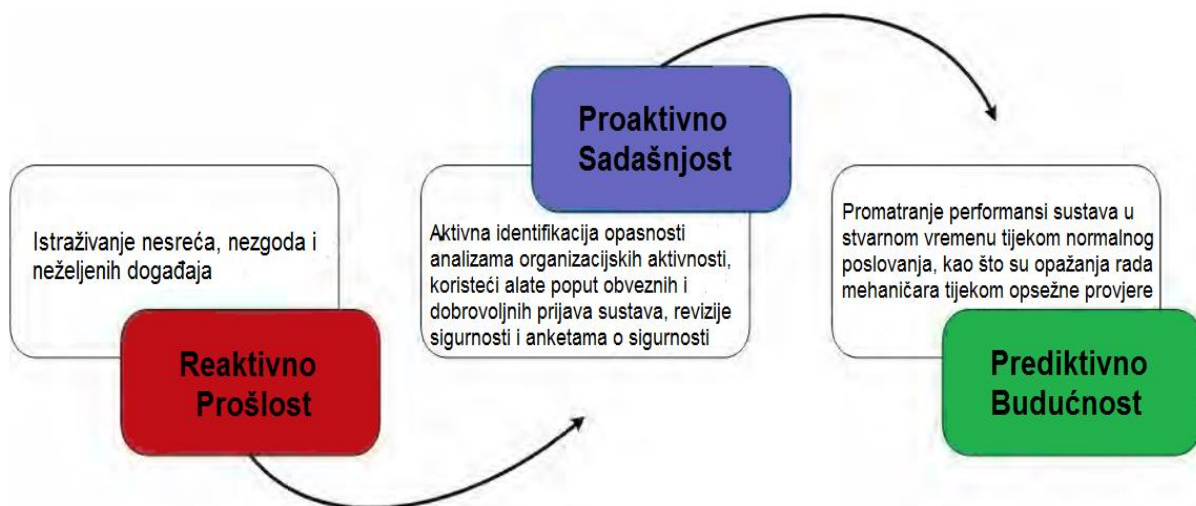 Istraživanje nesreća, nezgoda i
neželjenih događaja
Reaktivno
Prošlost
Proaktivno
Sadašnjost
Aktivna identifikacija opasnosti
analizama organizacijskih aktivnosti,
koristeći alate poput obveznih i
dobrovoljnih prijava sustava, revizije
sigurnosti i anketama o sigurnosti
Promatranje performansi sustava u
stvarnom vremenu tijekom normalnog
poslovanja, kao što su opažanja rada
mehaničara tijekom opsežne provjere
Prediktivno
Budućnost